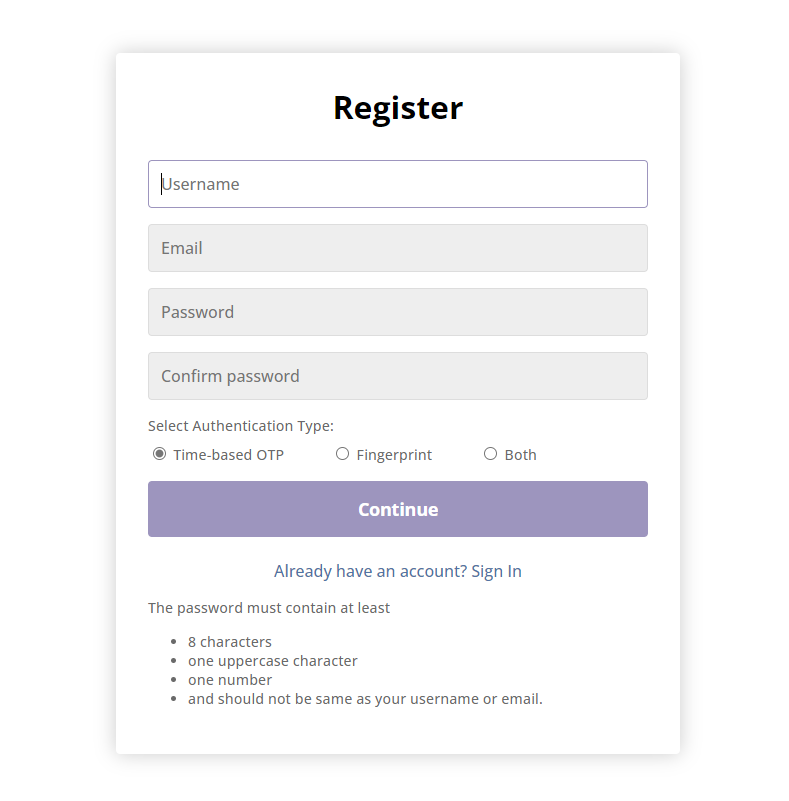 Register
Username
Email
Password
Confirm password
Select Authentication Type:
Time-based OTP Fingerprint Both
Continue
Already have an account? Sign In
The password must contain at least
8 characters
one uppercase character
one number
and should not be same as your username or email.